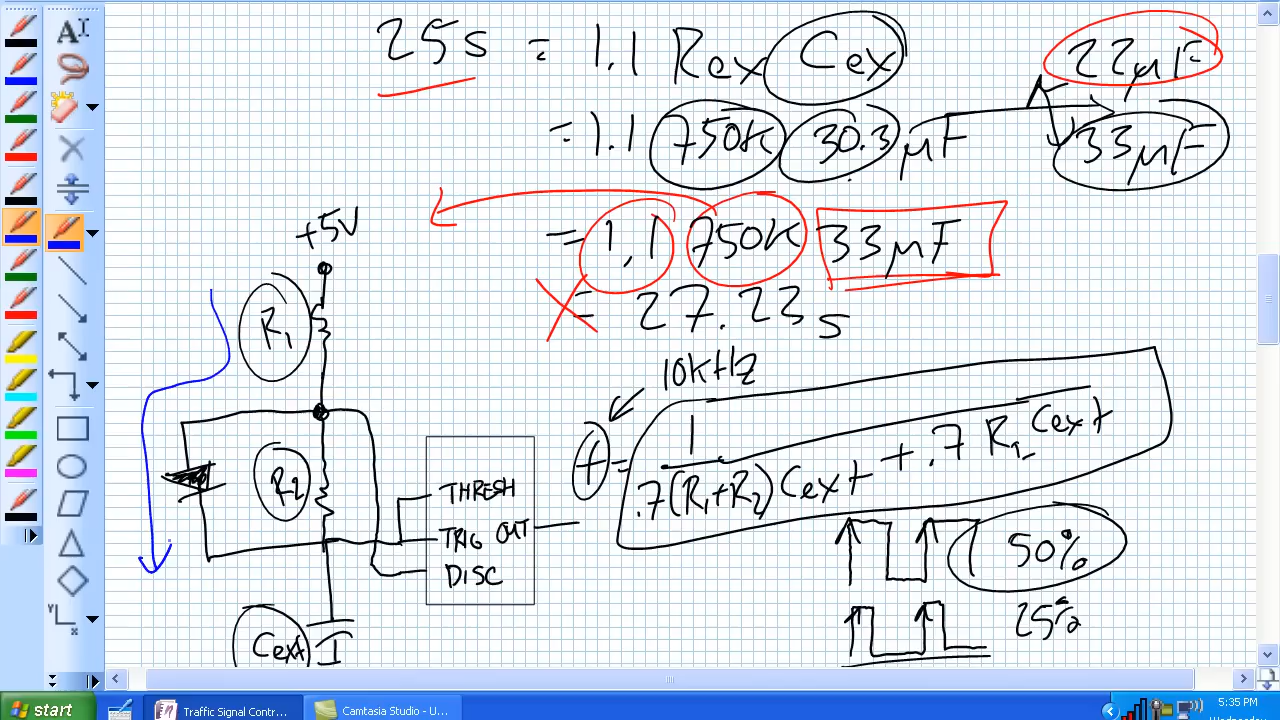 25s = 1.1 Rex Cex 22µF
= 1.1 750K 30.3 µF 33µF
= 1,1 750K 33µF
= 27.23s
+5V
R1
10KHz
f = 1 / .7(R1+R2)Cext + .7 R2 Cext
R2
THRESH
TRIG OUT
DISC
50%
25%
Cext
start
Traffic Signal Contr...
Camtasia Studio - U...
5:35 PM